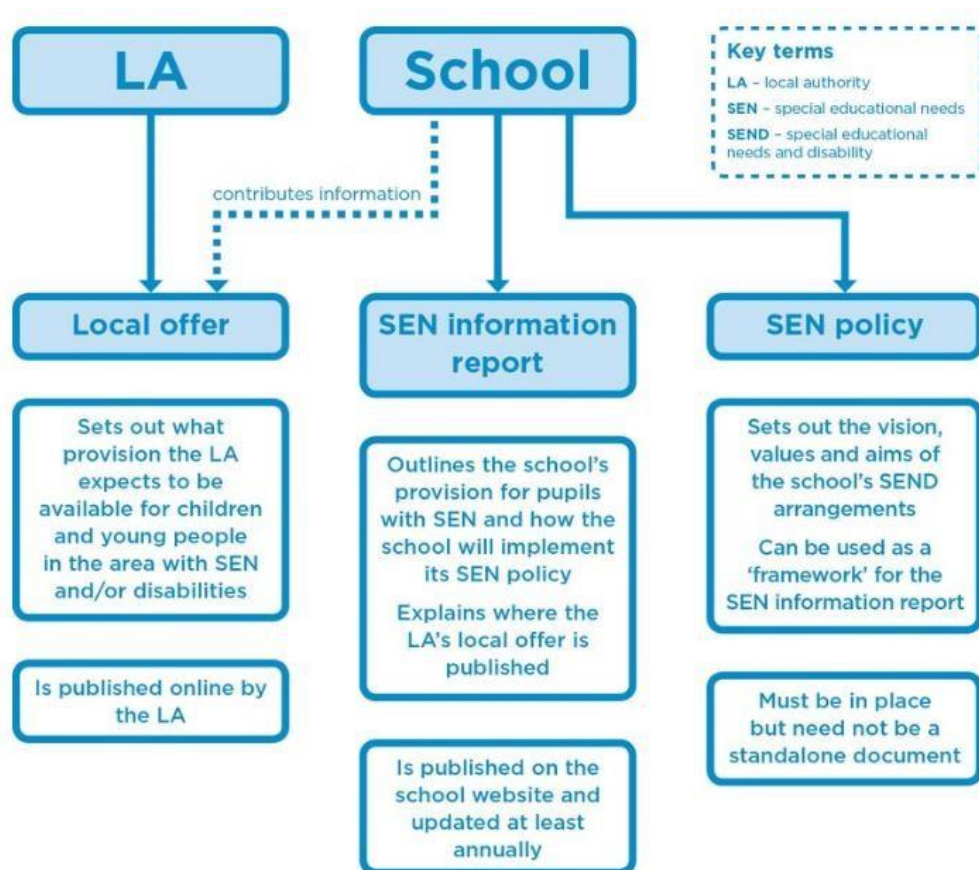 LA
School
Key terms
LA – local authority
SEN – special educational needs
SEND – special educational
needs and disability
contributes information
Local offer
Sets out what
provision the LA
expects to be
available for children
and young people
in the area with SEN
and/or disabilities
Is published online by
the LA
SEN information
report
Outlines the school's
provision for pupils
with SEN and how the
school will implement
its SEN policy
Explains where the
LA's local offer is
published
Is published on the
school website and
updated at least
annually
SEN policy
Sets out the vision,
values and aims of
the school's SEND
arrangements
Can be used as a
‘framework’ for the
SEN information report
Must be in place
but need not be a
standalone document